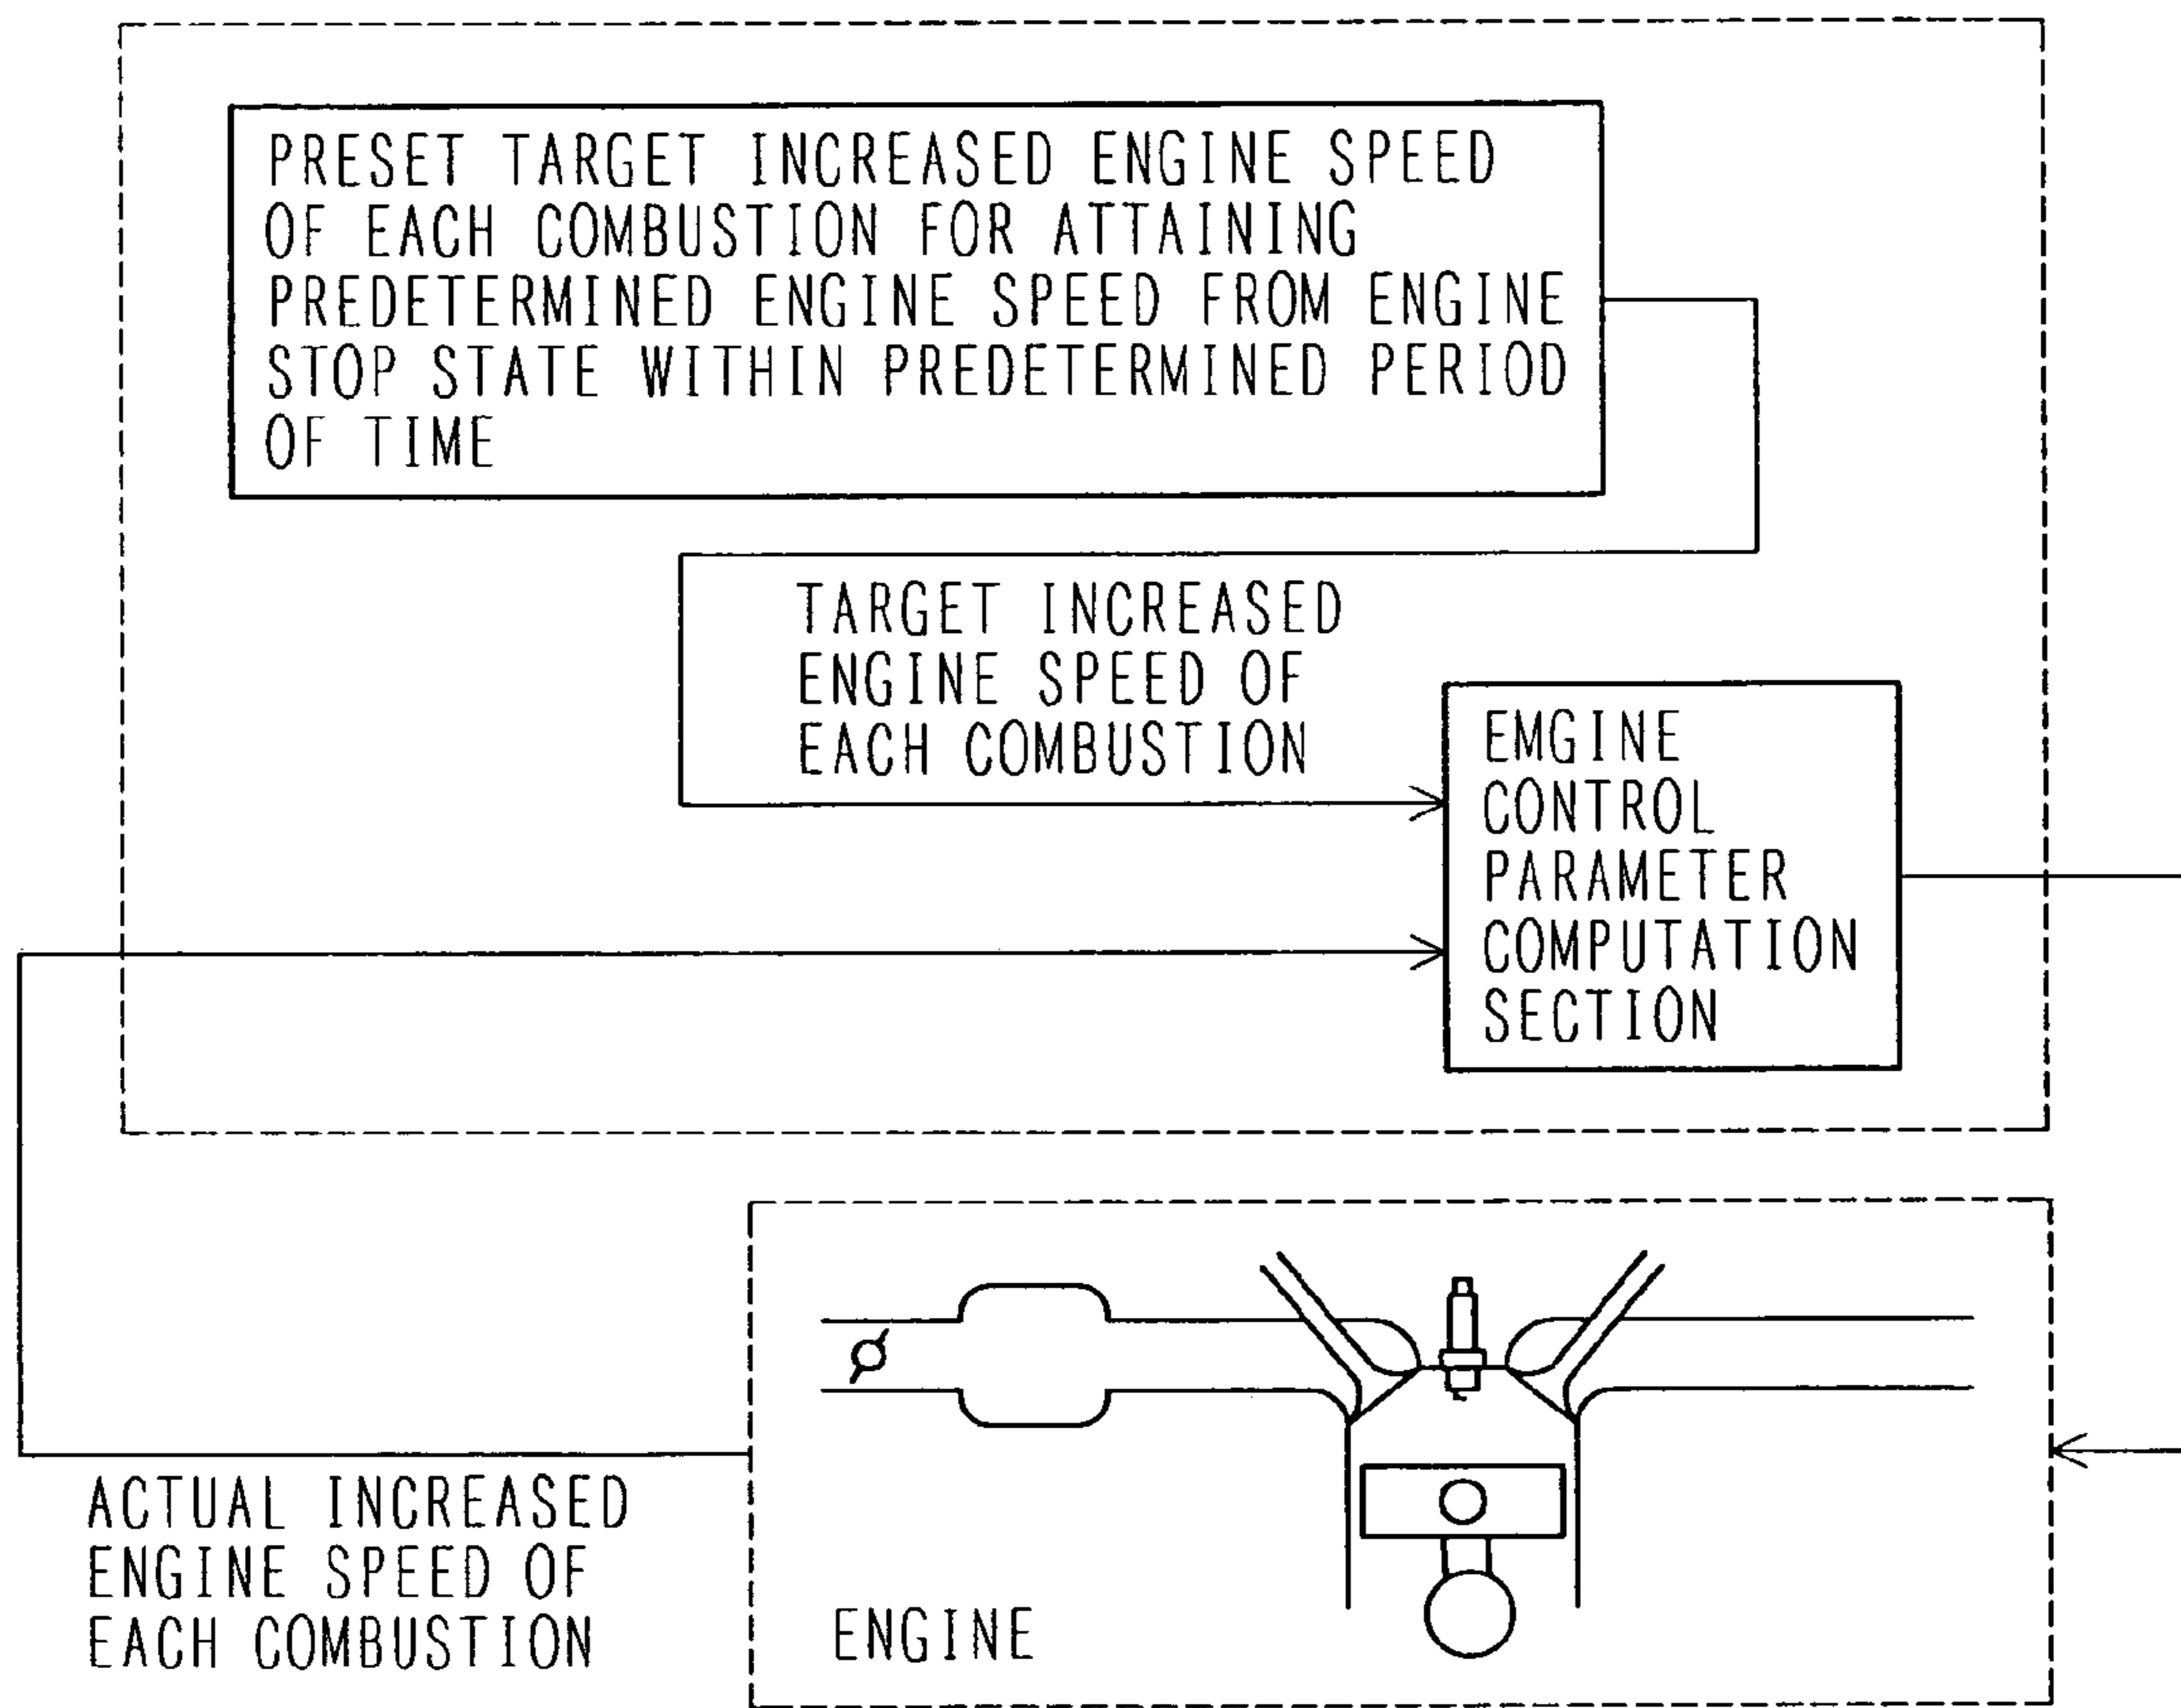 PRESET TARGET INCREASED ENGINE SPEED
OF EACH COMBUSTION FOR ATTAINING
PREDETERMINED ENGINE SPEED FROM ENGINE
STOP STATE WITHIN PREDETERMINED PERIOD
OF TIME
TARGET INCREASED
ENGINE SPEED OF
EACH COMBUSTION
EMGINE
CONTROL
PARAMETER
COMPUTATION
SECTION
ACTUAL INCREASED
ENGINE SPEED OF
EACH COMBUSTION
ENGINE